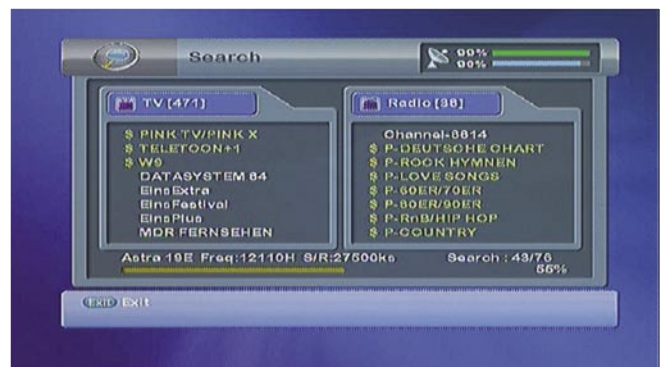 Search
99%
90%
TV [471]
$ PINK TV/PINK X
$ TELETOON+1
$ W9
DATASYSTEM 64
EinsExtra
EinsFestival
EinsPlus
MDR FERNSEHEN
Radio [38]
Channel-8614
$ P-DEUTSCHE CHART
$ P-ROCK HYMNEN
$ P-LOVE SONGS
$ P-60ER/70ER
$ P-80ER/90ER
$ P-RnB/HIP HOP
$ P-COUNTRY
Astra 19E Freq:12110H S/R:27500ks
Search : 43/76
55%
EXIT Exit